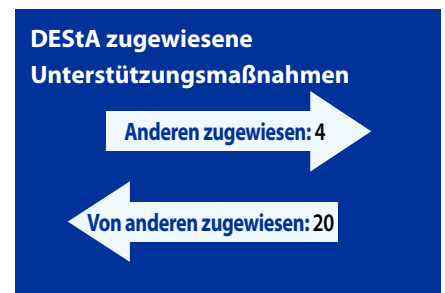 DEStA zugewiesene
Unterstützungsmaßnahmen
Anderen zugewiesen: 4
Von anderen zugewiesen: 20